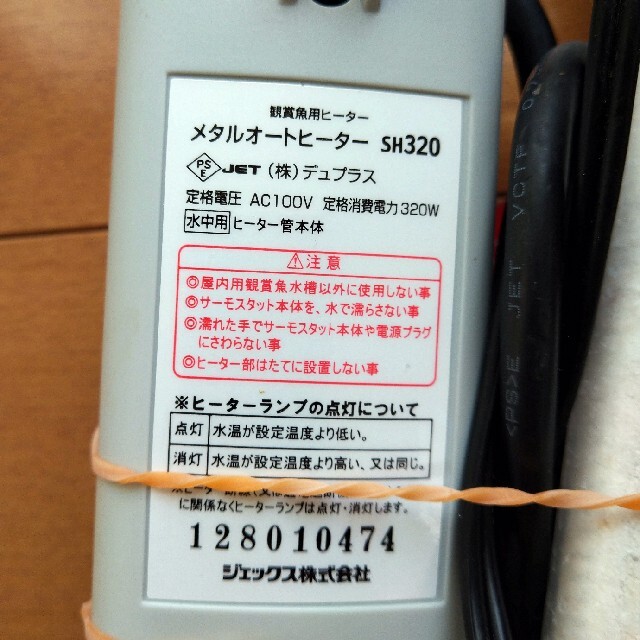 観賞魚用ヒーター
メタルオートヒーター SH320
PS E JET (株)デュプラス
定格電圧 AC100V 定格消費電力320W
水中用 ヒーター管本体
⚠注意
◎屋内用観賞魚水槽以外に使用しない事
◎サーモスタット本体を、水で濡らさない事
◎濡れた手でサーモスタット本体や電源プラグ
にさわらない事
◎ヒーター部はたてに設置しない事
※ヒーターランプの点灯について
点灯 水温が設定温度より低い。
消灯 水温が設定温度より高い、又は同じ。
に関係なくヒーターランプは点灯・消灯します。
128010474
ジェックス株式会社
<PS>E JET VCTF